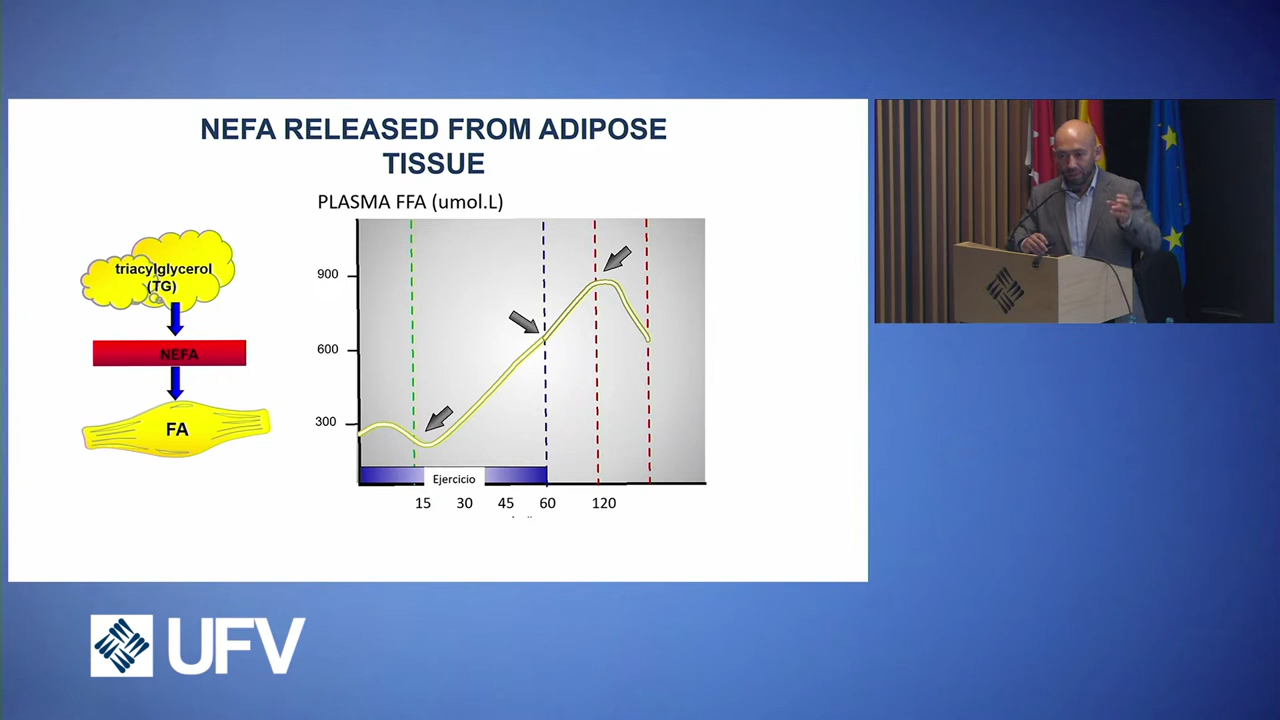 NEFA RELEASED FROM ADIPOSE
TISSUE
PLASMA FFA (umol.L)
triacylglycerol
(TG)
NEFA
FA
900
600
300
Ejercicio
15 30 45 60 120
UFV